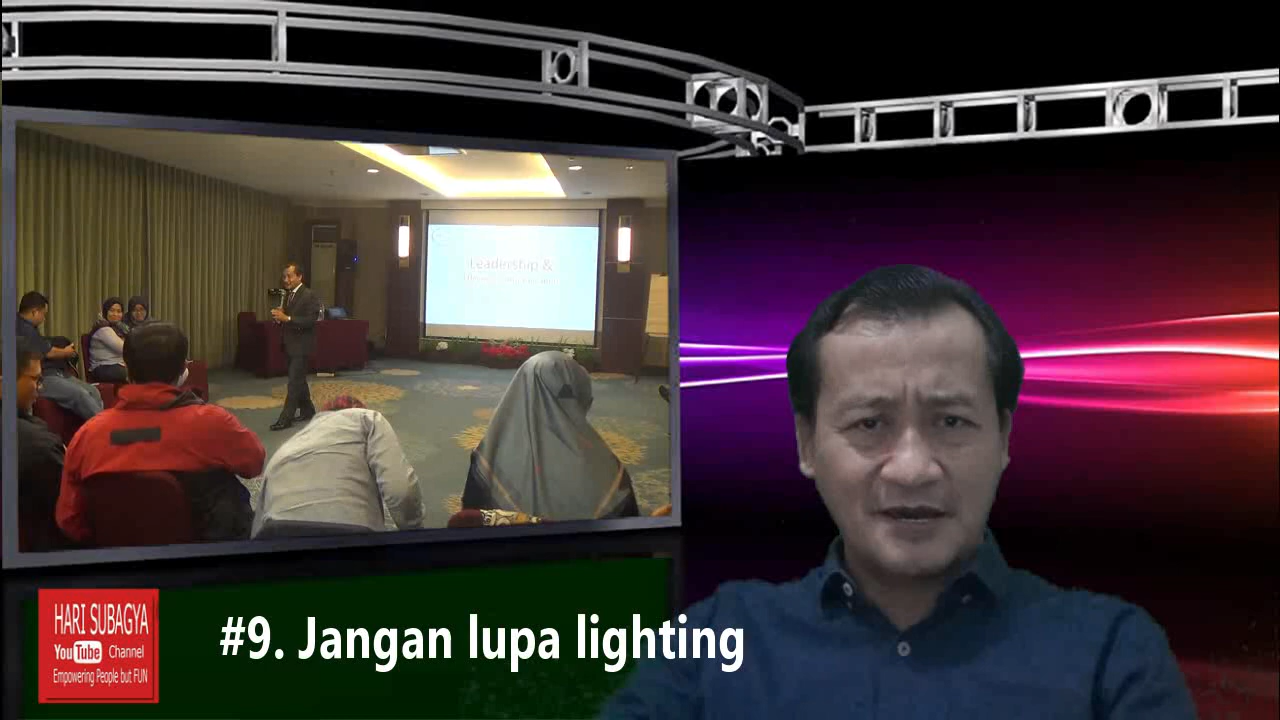 Leadership &
HARI SUBAGYA
YouTube Channel
Empowering People but FUN
#9. Jangan lupa lighting